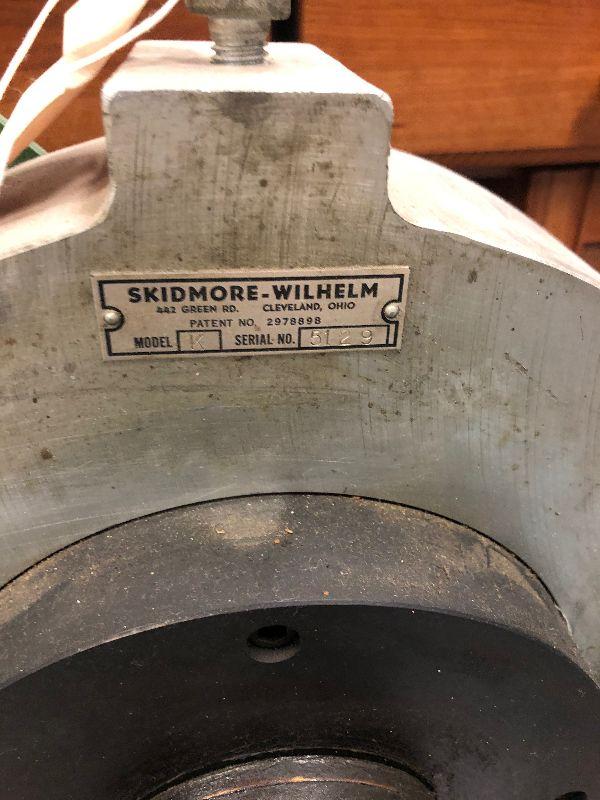 SKIDMORE-WILHELM
442 GREEN RD. CLEVELAND, OHIO
PATENT NO. 2978898
MODEL K SERIAL NO. 5129